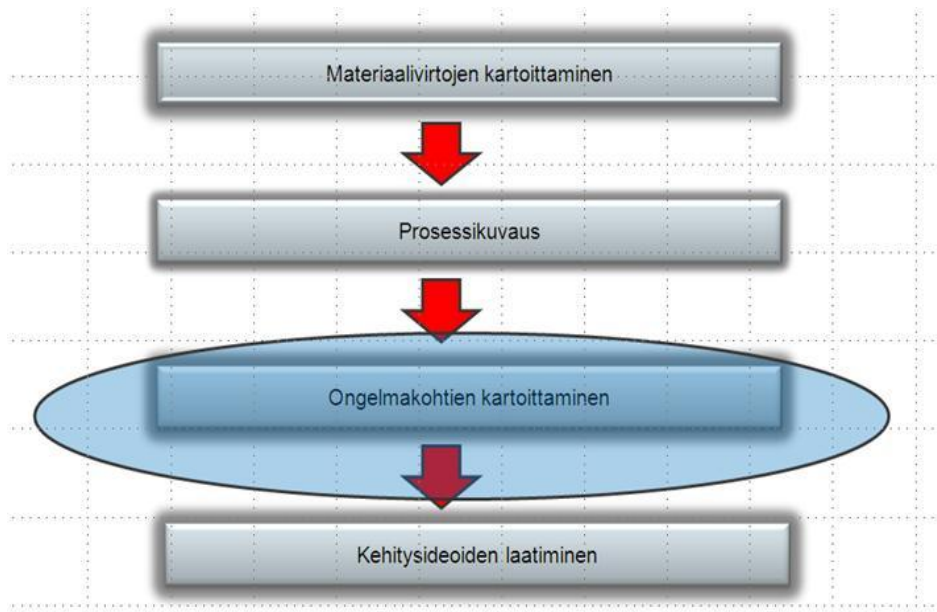 Materiaalivirtojen kartoittaminen
Prosessikuvaus
Ongelmakohtien kartoittaminen
Kehitysideoiden laatiminen